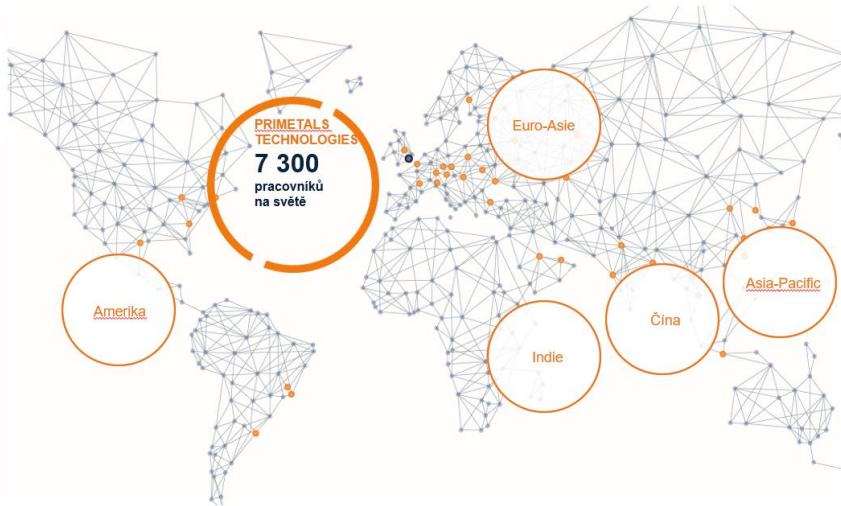 PRIMETALS
TECHNOLOGIES
7 300
pracovníků
na světě
Euro-Asie
Amerika
Indie
Čína
Asia-Pacific